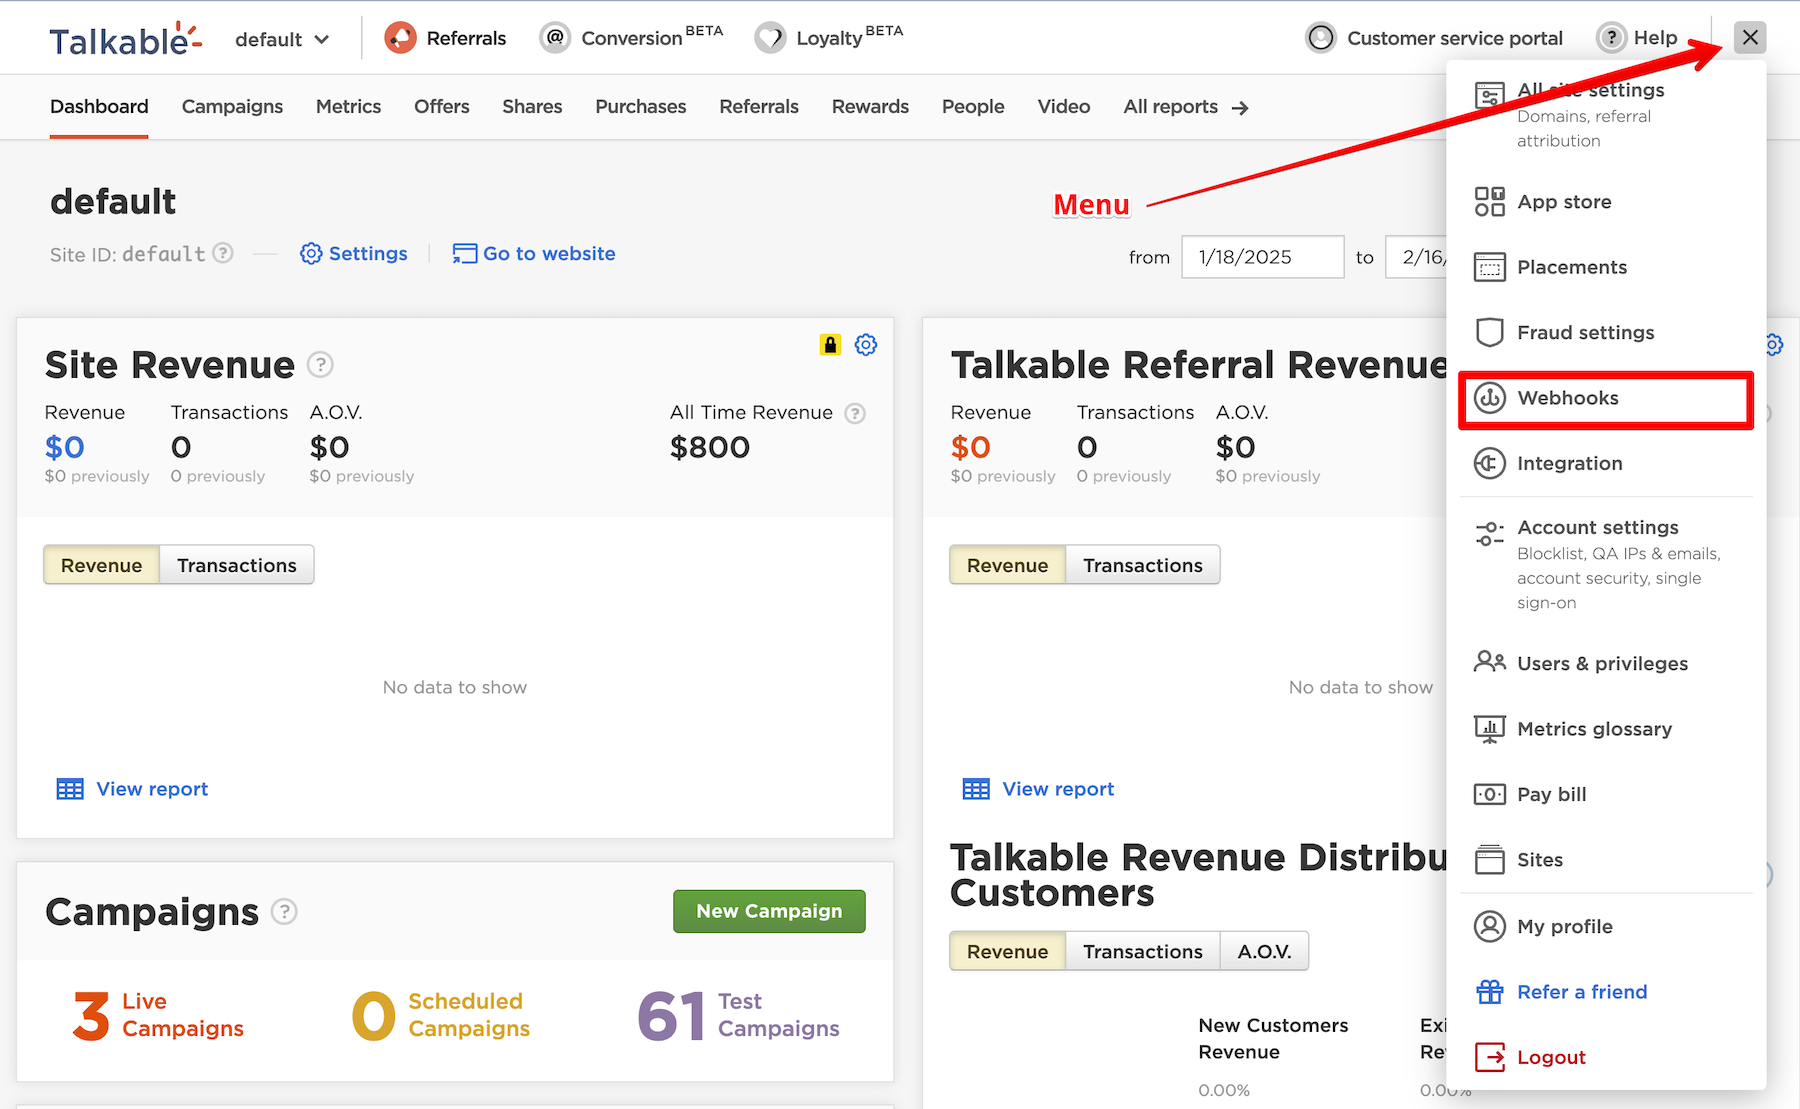 Talkable
default
Referrals
Conversion BETA
Loyalty BETA
Customer service portal
Help
Dashboard
Campaigns
Metrics
Offers
Shares
Purchases
Referrals
Rewards
People
Video
All reports
Menu
default
Site ID: default
Settings
Go to website
from
1/18/2025
to
2/16/
Site Revenue
Revenue
$0
$0 previously
Transactions
0
0 previously
A.O.V.
$0
$0 previously
All Time Revenue
$800
Revenue
Transactions
No data to show
View report
Campaigns
New Campaign
3
Live
Campaigns
0
Scheduled
Campaigns
61
Test
Campaigns
Talkable Referral Revenue
Revenue
$0
$0 previously
Transactions
0
0 previously
A.O.V.
$0
$0 previously
Revenue
Transactions
No data to show
View report
Talkable Revenue Distribu
Customers
Revenue
Transactions
A.O.V.
New Customers
Revenue
0.00%
Exi
Re
0.00%
All site settings
Domains, referral
attribution
App store
Placements
Fraud settings
Webhooks
Integration
Account settings
Blocklist, QA IPs & emails,
account security, single
sign-on
Users & privileges
Metrics glossary
Pay bill
Sites
My profile
Refer a friend
Logout